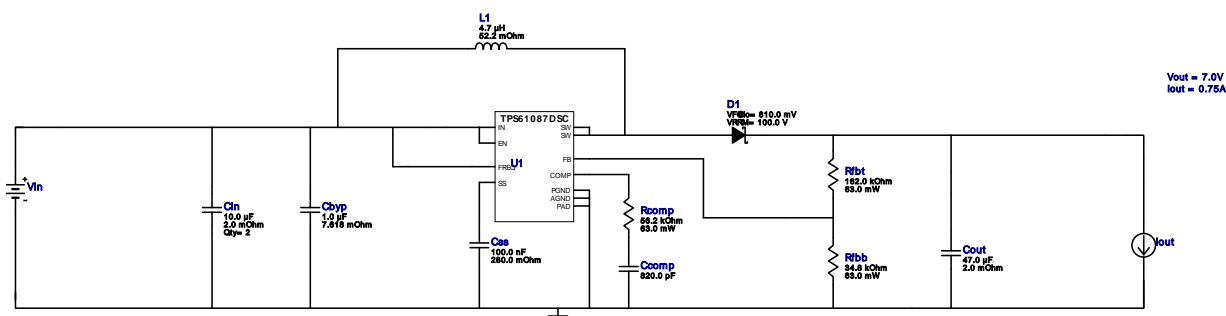 L1
4.7 µH
52.2 mOhm
Vout = 7.0V
Iout = 0.75A
D1
VRRM= 100.0 V
TPS61087DSC
IN
SW
EN
SW
FREQ
U1
FB
SS
COMP
PGND
AGND
PAD
Vin
Cin
10.0 µF
2.0 mOhm
Qty= 2
Cbyp
1.0 µF
7.618 mOhm
Css
100.0 nF
280.0 mOhm
Rcomp
56.2 kOhm
63.0 mW
Ccomp
820.0 pF
Rfbt
162.0 kOhm
63.0 mW
Rfbb
34.8 kOhm
63.0 mW
Cout
47.0 µF
2.0 mOhm
Iout